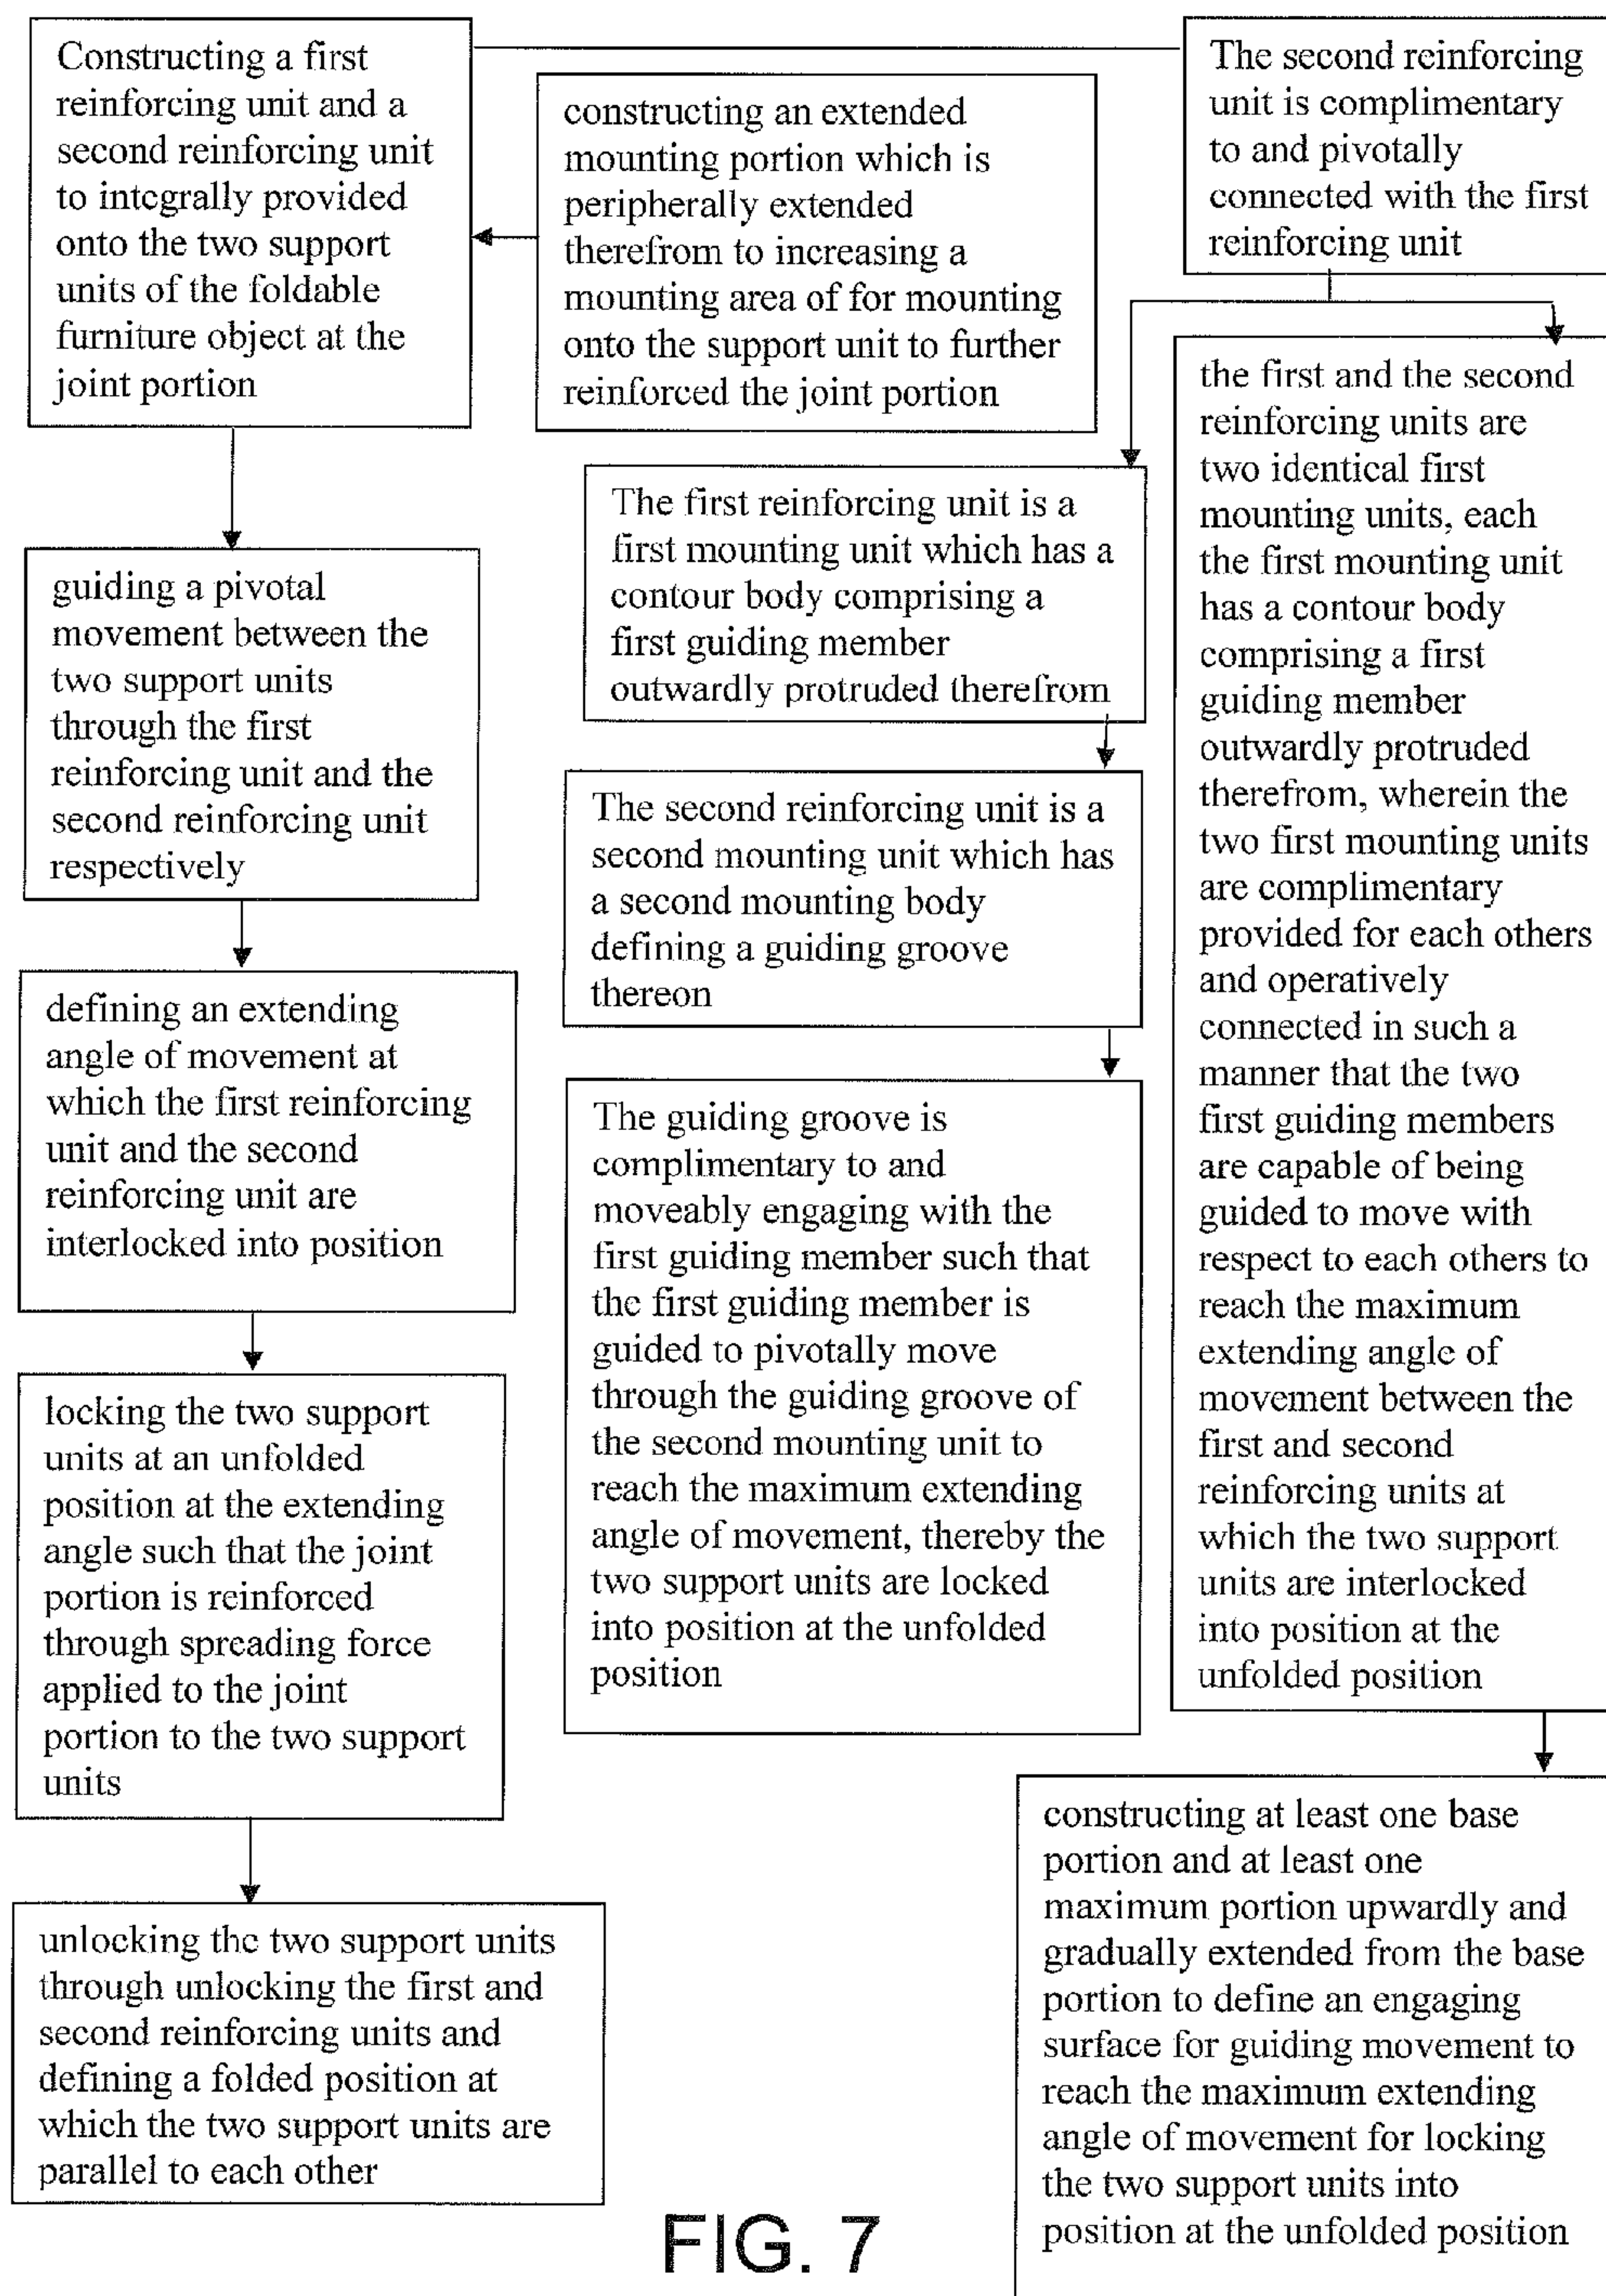 Constructing a first
reinforcing unit and a
second reinforcing unit
to integrally provided
onto the two support
units of the foldable
furniture object at the
joint portion
constructing an extended
mounting portion which is
peripherally extended
therefrom to increasing a
mounting area of for mounting
onto the support unit to further
reinforced the joint portion
The second reinforcing
unit is complimentary
to and pivotally
connected with the first
reinforcing unit
guiding a pivotal
movement between the
two support units
through the first
reinforcing unit and the
second reinforcing unit
respectively
defining an extending
angle of movement at
which the first reinforcing
unit and the second
reinforcing unit are
interlocked into position
locking the two support
units at an unfolded
position at the extending
angle such that the joint
portion is reinforced
through spreading force
applied to the joint
portion to the two support
units
unlocking the two support units
through unlocking the first and
second reinforcing units and
defining a folded position at
which the two support units are
parallel to each other
The first reinforcing unit is a
first mounting unit which has a
contour body comprising a
first guiding member
outwardly protruded therefrom
The second reinforcing unit is a
second mounting unit which has
a second mounting body
defining a guiding groove
thereon
The guiding groove is
complimentary to and
moveably engaging with the
first guiding member such that
the first guiding member is
guided to pivotally move
through the guiding groove of
the second mounting unit to
reach the maximum extending
angle of movement, thereby the
two support units are locked
into position at the unfolded
position
the first and the second
reinforcing units are
two identical first
mounting units, each
the first mounting unit
has a contour body
comprising a first
guiding member
outwardly protruded
therefrom, wherein the
two first mounting units
are complimentary
provided for each others
and operatively
connected in such a
manner that the two
first guiding members
are capable of being
guided to move with
respect to each others to
reach the maximum
extending angle of
movement between the
first and second
reinforcing units at
which the two support
units are interlocked
into position at the
unfolded position
constructing at least one base
portion and at least one
maximum portion upwardly and
gradually extended from the base
portion to define an engaging
surface for guiding movement to
reach the maximum extending
angle of movement for locking
the two support units into
position at the unfolded position
FIG. 7